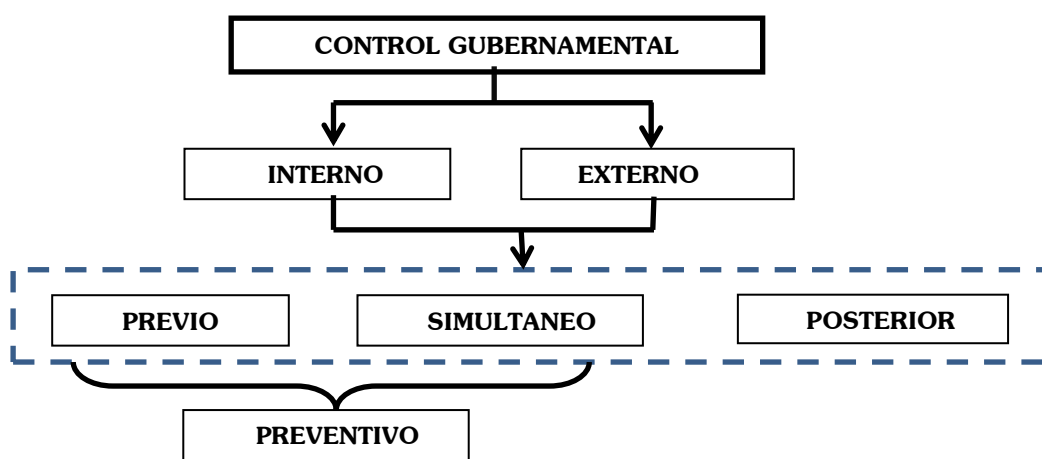 CONTROL GUBERNAMENTAL
INTERNO
EXTERNO
PREVIO
SIMULTANEO
POSTERIOR
PREVENTIVO